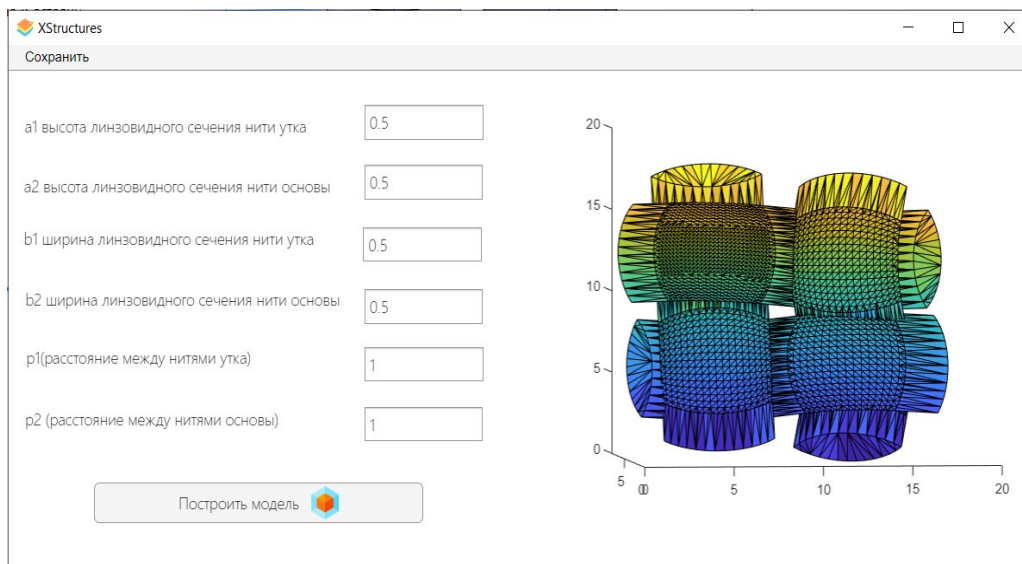 XStructures
Сохранить
a1 высота линзовидного сечения нити утка
0.5
a2 высота линзовидного сечения нити основы
0.5
b1 ширина линзовидного сечения нити утка
0.5
b2 ширина линзовидного сечения нити основы
0.5
p1(расстояние между нитями утка)
1
p2 (расстояние между нитями основы)
1
Построить модель
20
15
10
5
0
5
0
0
5
10
15
20